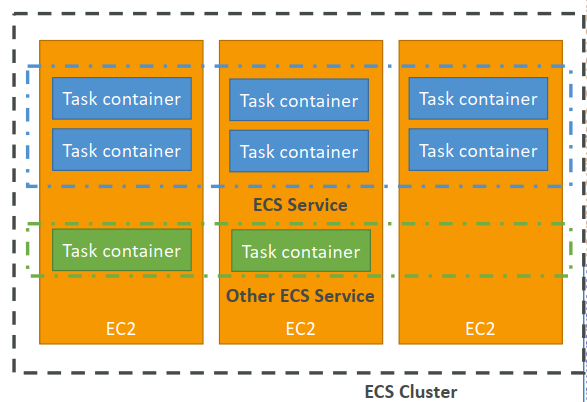 Task container
Task container
Task container
Task container
Task container
Task container
ECS Service
Task container
Task container
Other ECS Service
EC2
EC2
EC2
ECS Cluster